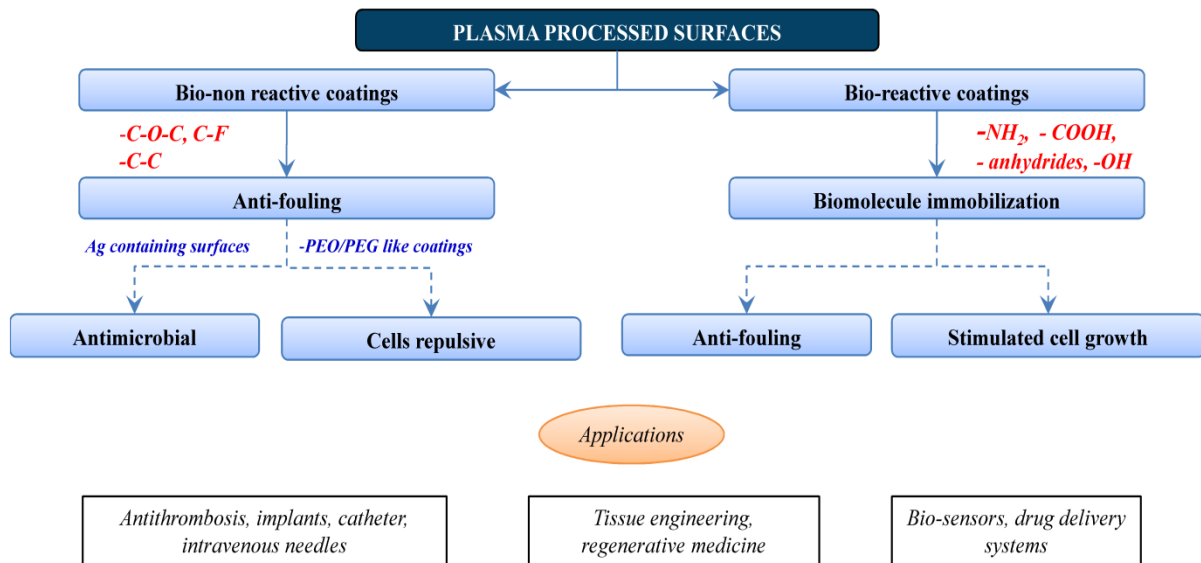 PLASMA PROCESSED SURFACES
Bio-non reactive coatings
Bio-reactive coatings
-C-O-C, C-F
-C-C
-NH₂, - COOH,
- anhydrides, -OH
Anti-fouling
Biomolecule immobilization
Ag containing surfaces
-PEO/PEG like coatings
Antimicrobial
Cells repulsive
Anti-fouling
Stimulated cell growth
Applications
Antithrombosis, implants, catheter,
intravenous needles
Tissue engineering,
regenerative medicine
Bio-sensors, drug delivery
systems